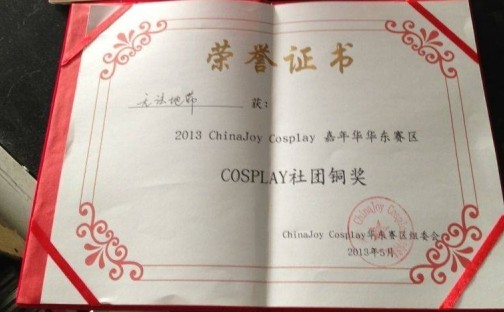 荣誉证书
获：
2013 ChinaJoy Cosplay 嘉年华华东赛区
COSPLAY社团铜奖
ChinaJoy Cosplay华东赛区组委会
2013年5月